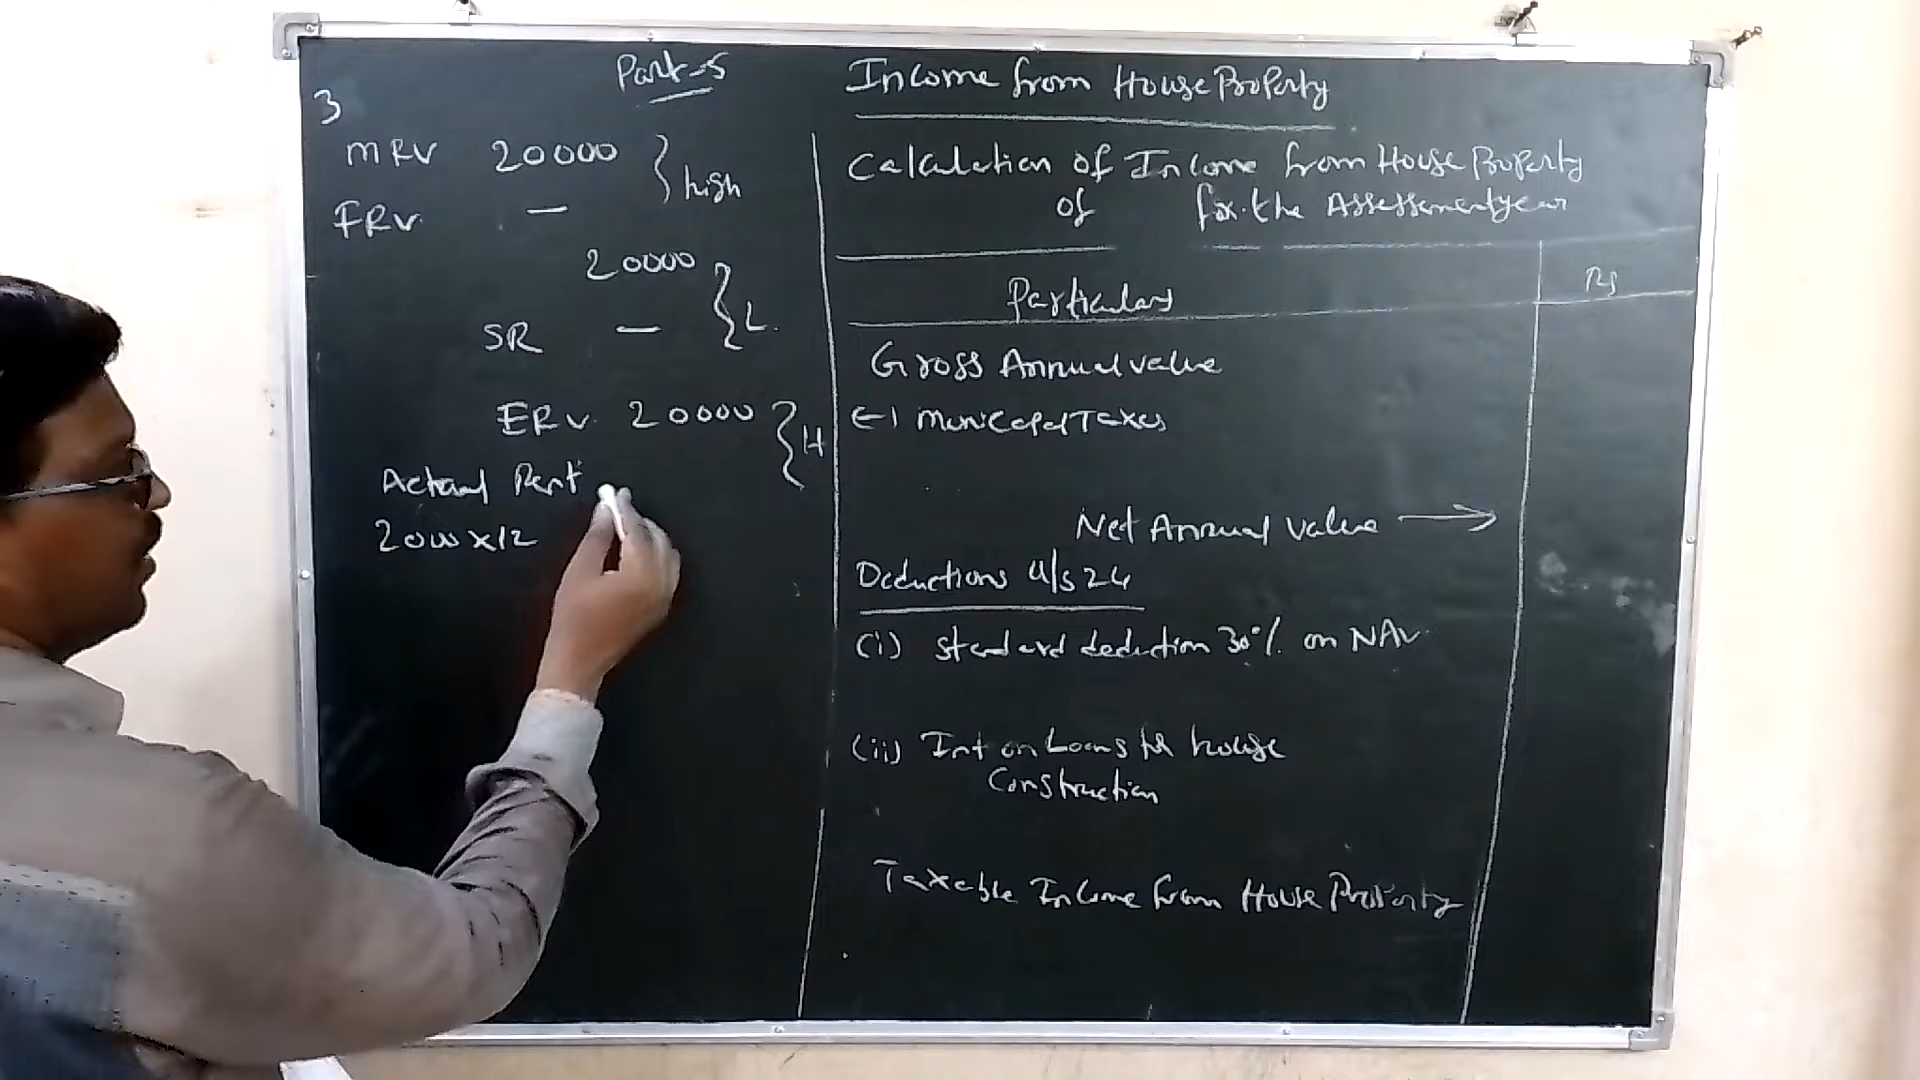 Part-5
3
MRV 20000 } high
FRV. —
20000
SR — } L.
ERV. 20000 } H
Actual Rent
2000 x 12
Income from House Property
Calculation of Income from House Property
of for the Assessment year
Particulars
Rs
Gross Annual value
(-) Municipal Taxes
Net Annual value →
Deductions U/S 24
(i) Standard deduction 30% on NAV.
(ii) Int on Loans for house
Construction
Taxable Income from House Property